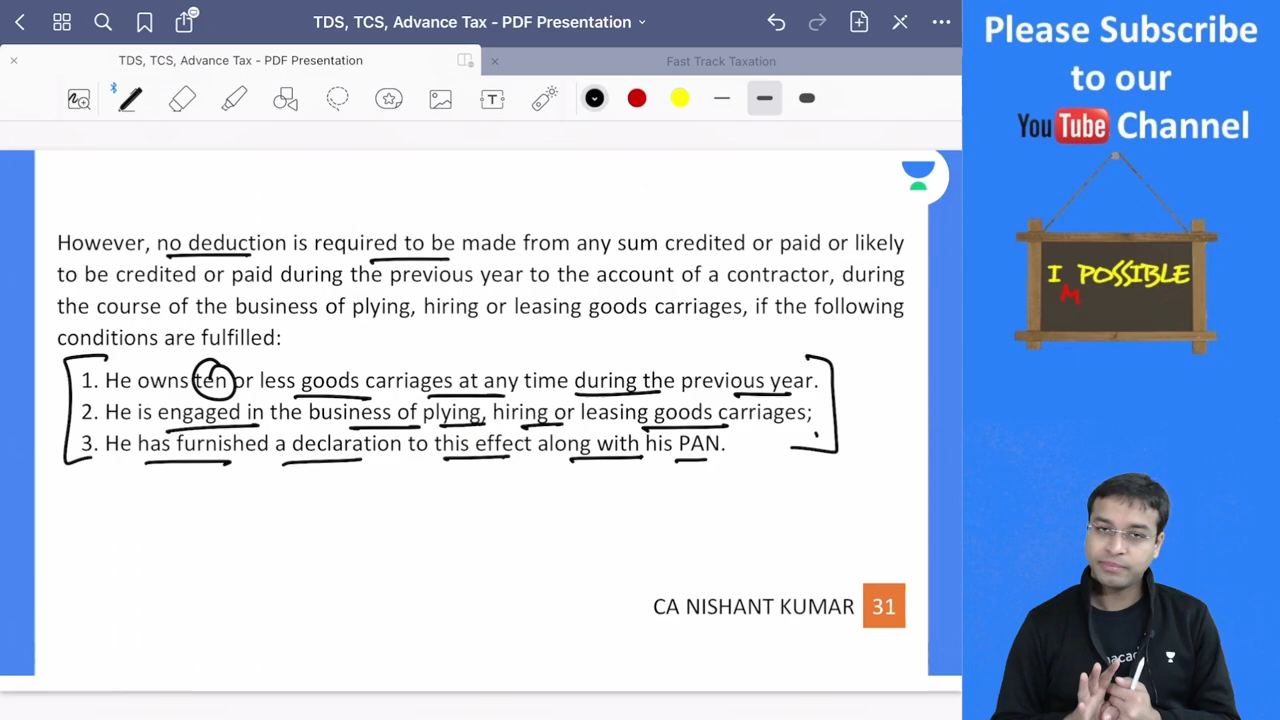 TDS, TCS, Advance Tax - PDF Presentation
TDS, TCS, Advance Tax - PDF Presentation
Fast Track Taxation
T
However, no deduction is required to be made from any sum credited or paid or likely
to be credited or paid during the previous year to the account of a contractor, during
the course of the business of plying, hiring or leasing goods carriages, if the following
conditions are fulfilled:
1. He owns ten or less goods carriages at any time during the previous year.
2. He is engaged in the business of plying, hiring or leasing goods carriages;
3. He has furnished a declaration to this effect along with his PAN.
CA NISHANT KUMAR 31
Please Subscribe
to our
YouTube Channel
I POSSIBLE
M